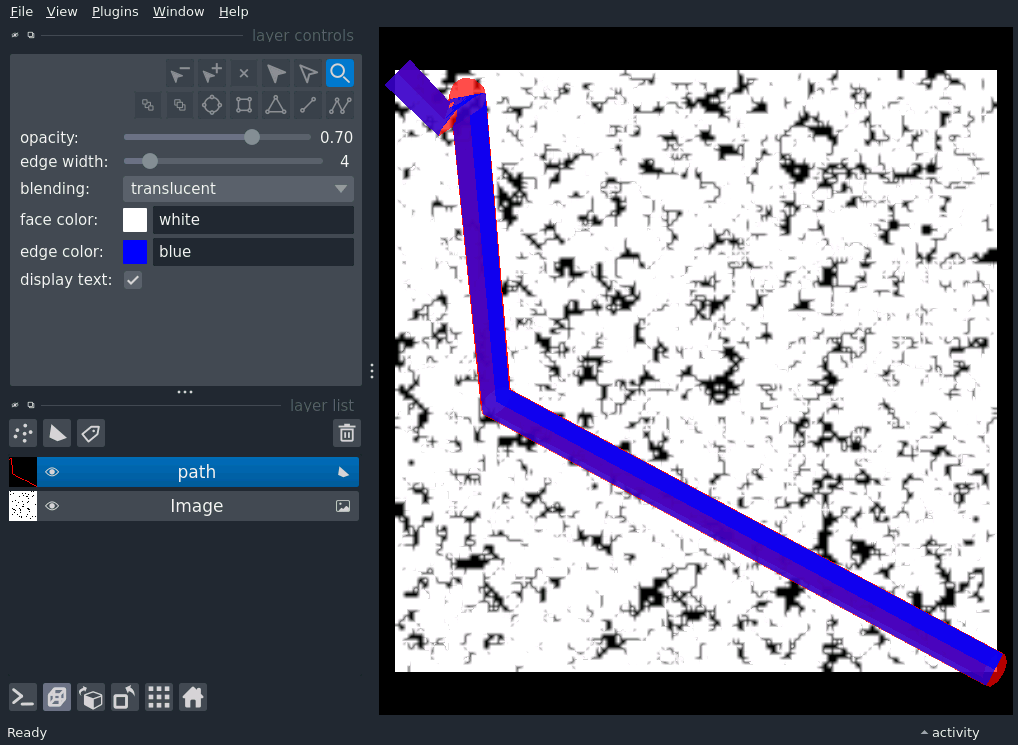 File View Plugins Window Help
layer controls
opacity: 0.70
edge width: 4
blending: translucent
face color: white
edge color: blue
display text:
layer list
path
Image
Ready activity